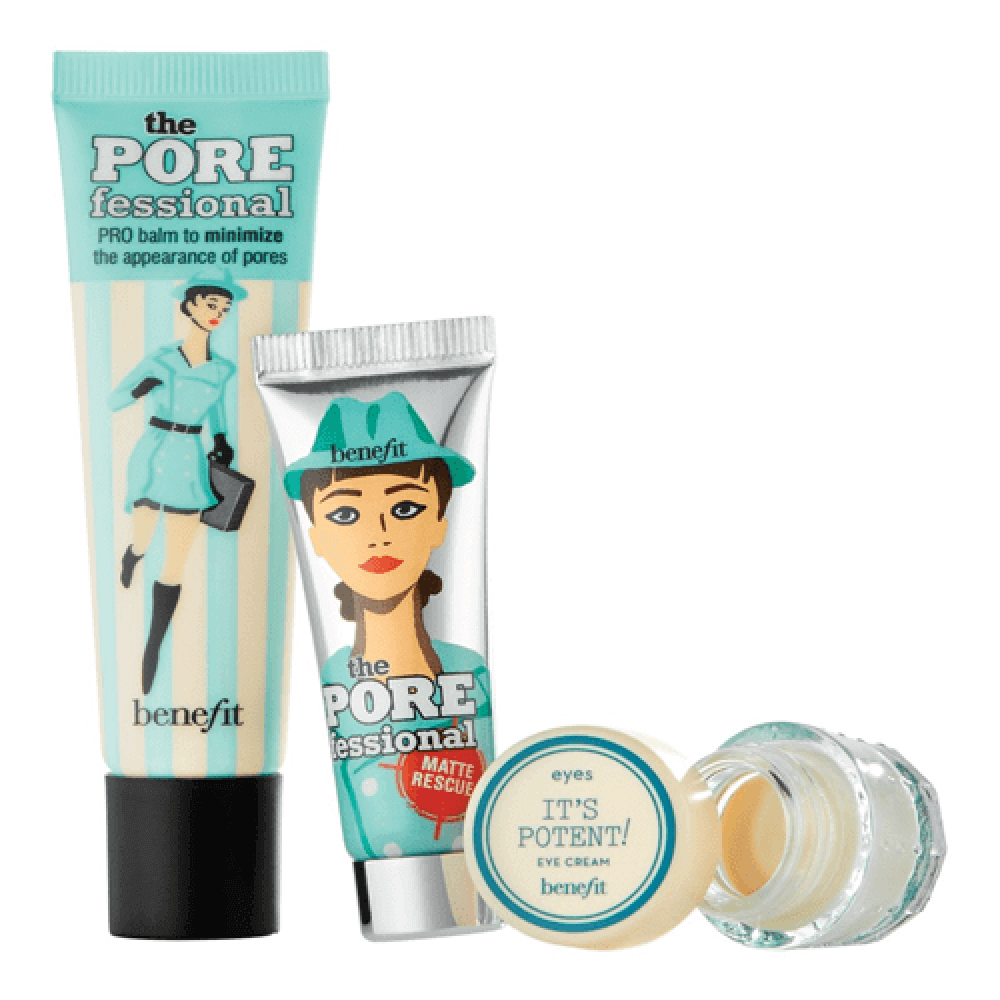 the
PORE
fessional
PRO balm to minimize
the appearance of pores
benefit
benefit
the
PORE
fessional
MATTE
RESCUE
eyes
IT'S
POTENT!
EYE CREAM
benefit